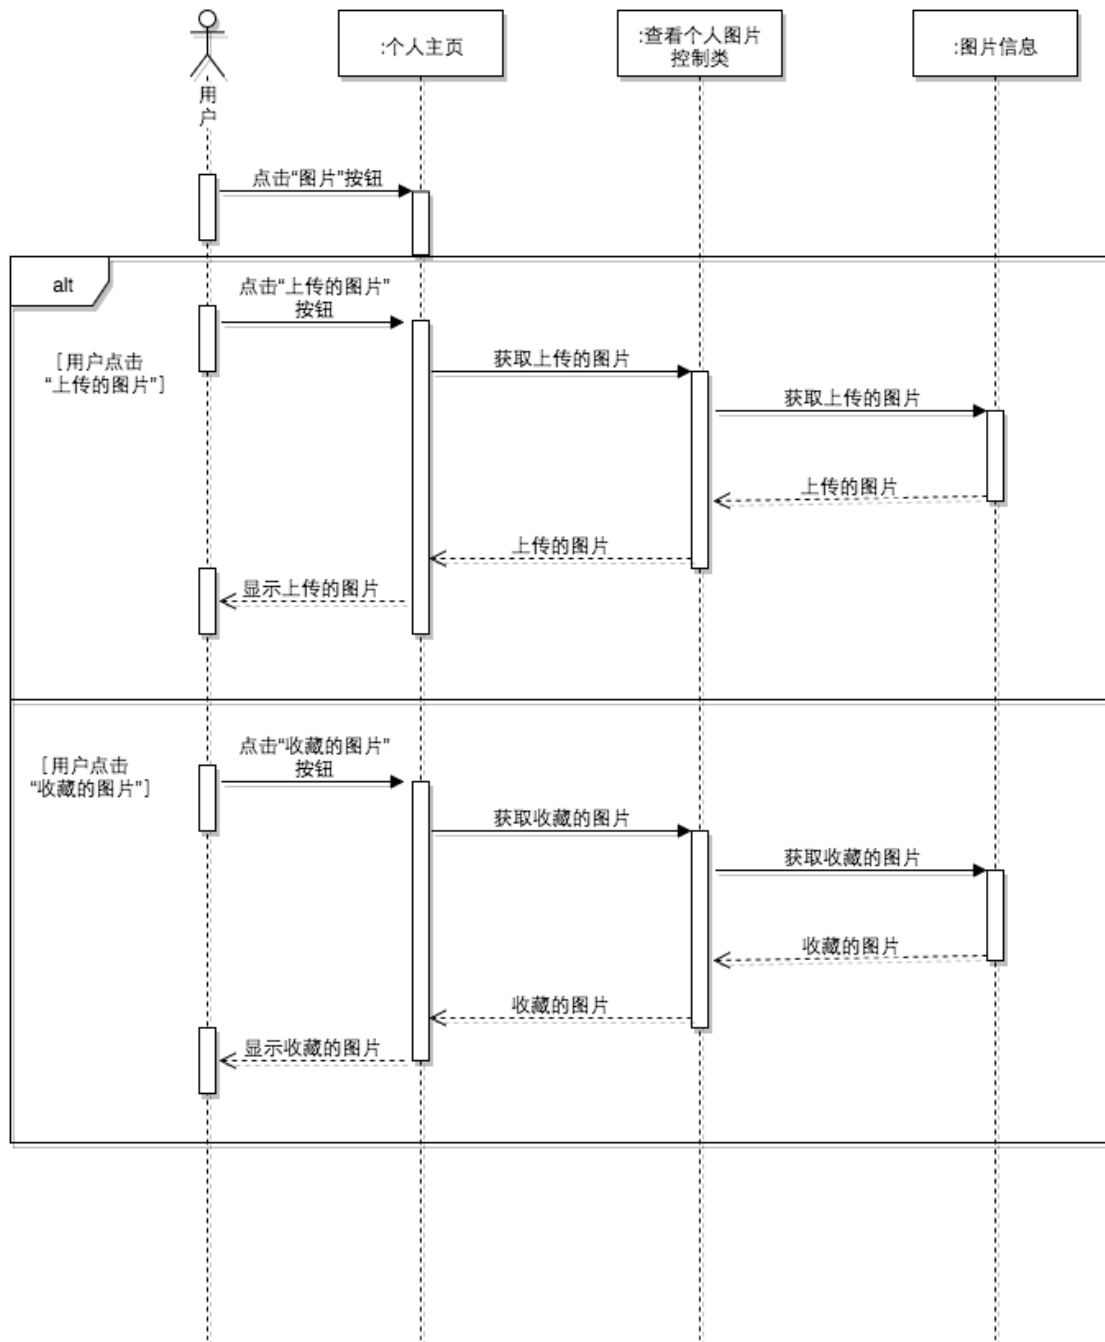 用
户
:个人主页
:查看个人图片
控制类
:图片信息
点击“图片”按钮
alt
点击“上传的图片”
按钮
[用户点击
“上传的图片”]
获取上传的图片
获取上传的图片
上传的图片
上传的图片
显示上传的图片
点击“收藏的图片”
按钮
[用户点击
“收藏的图片”]
获取收藏的图片
获取收藏的图片
收藏的图片
收藏的图片
显示收藏的图片